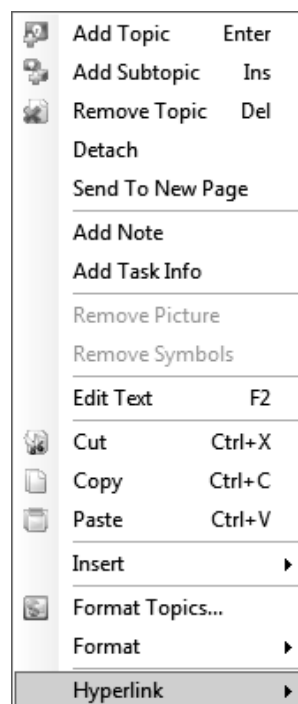 Add Topic Enter
Add Subtopic Ins
Remove Topic Del
Detach
Send To New Page
Add Note
Add Task Info
Remove Picture
Remove Symbols
Edit Text F2
Cut Ctrl+X
Copy Ctrl+C
Paste Ctrl+V
Insert
Format Topics...
Format
Hyperlink